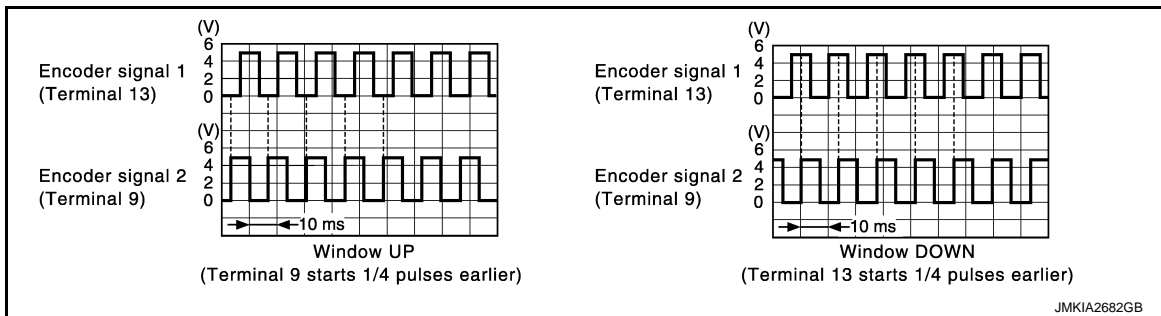 (V)
6
4
2
0
Encoder signal 1
(Terminal 13)
(V)
6
4
2
0
Encoder signal 2
(Terminal 9)
10 ms
Window UP
(Terminal 9 starts 1/4 pulses earlier)
(V)
6
4
2
0
Encoder signal 1
(Terminal 13)
(V)
6
4
2
0
Encoder signal 2
(Terminal 9)
10 ms
Window DOWN
(Terminal 13 starts 1/4 pulses earlier)
JMKIA2682GB